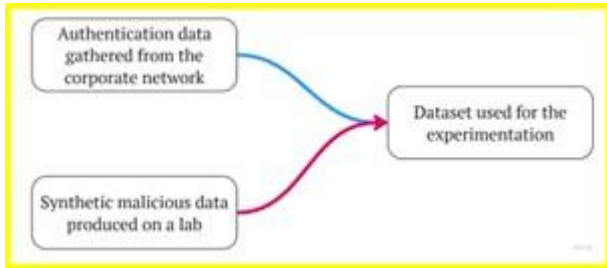 Authentication data
gathered from the
corporate network
Dataset used for the
experimentation
Synthetic malicious data
produced on a lab